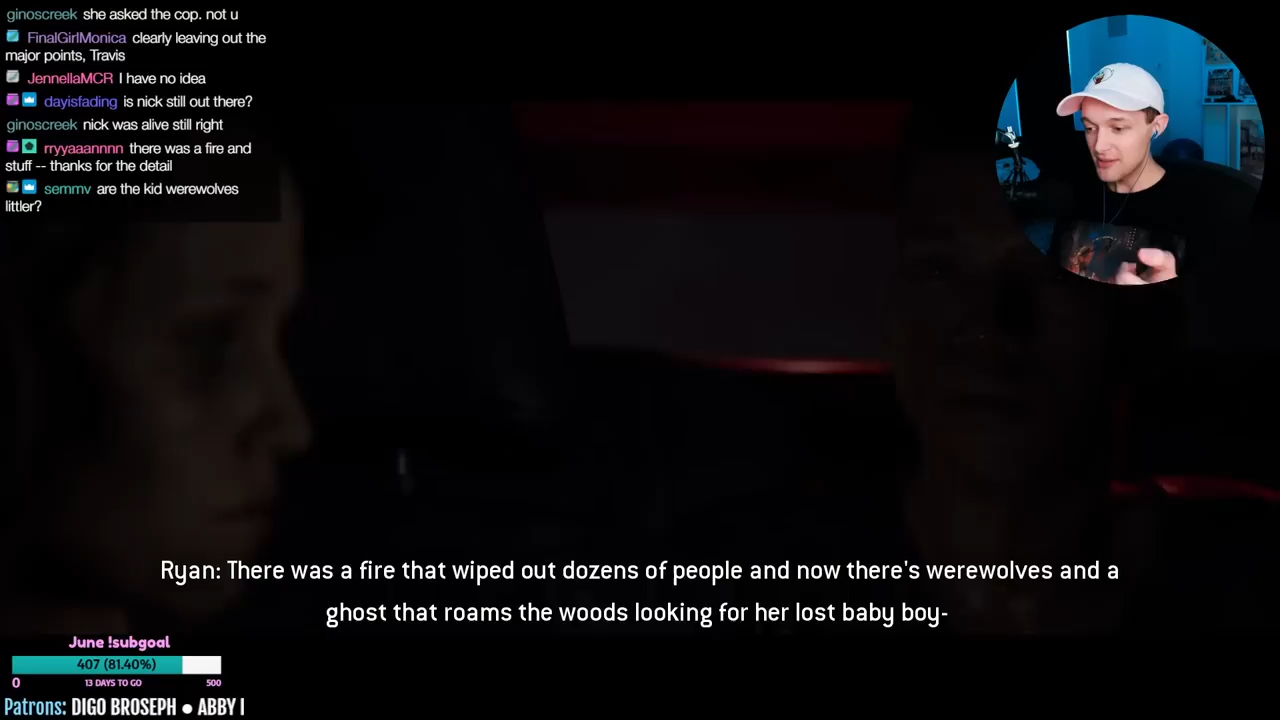 ginoscreek she asked the cop. not u
FinalGirlMonica clearly leaving out the
major points, Travis
JennellaMCR I have no idea
dayisfading is nick still out there?
ginoscreek nick was alive still right
rryyaaannnn there was a fire and
stuff -- thanks for the detail
semmv are the kid werewolves
littler?
Ryan: There was a fire that wiped out dozens of people and now there's werewolves and a
ghost that roams the woods looking for her lost baby boy-
June !subgoal
407 (81.40%)
0 13 DAYS TO GO 500
Patrons: DIGO BROSEPH ● ABBY I